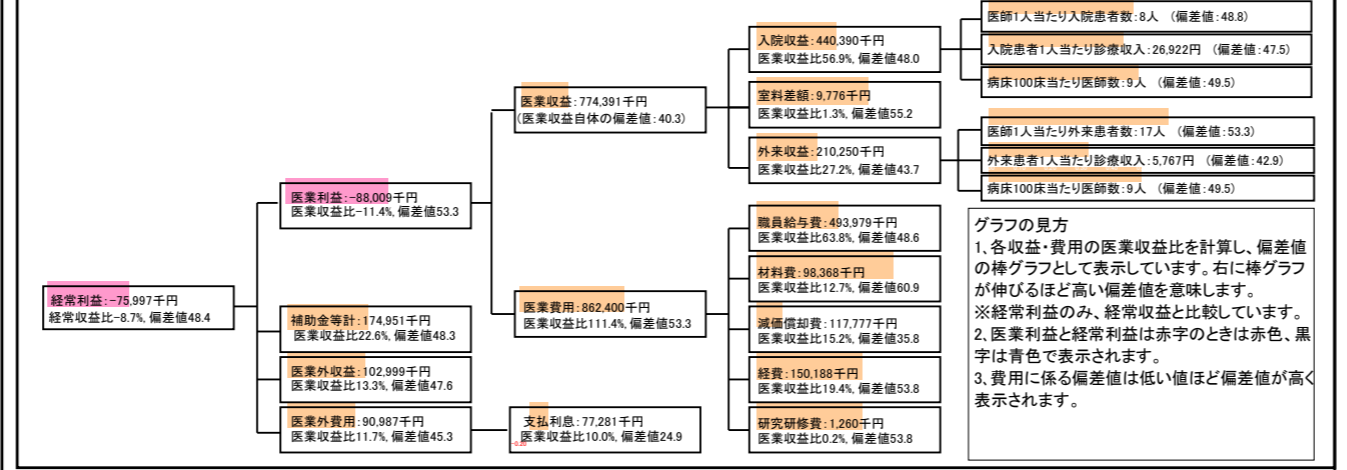 医師1人当たり入院患者数:8人 (偏差値:48.8)
入院収益:440,390千円
医業収益比56.9%, 偏差値48.0
入院患者1人当たり診療収入:26,922円 (偏差値:47.5)
病床100床当たり医師数:9人 (偏差値:49.5)
医業収益:774,391千円
(医業収益自体の偏差値:40.3)
室料差額:9,776千円
医業収益比1.3%, 偏差値55.2
医師1人当たり外来患者数:17人 (偏差値:53.3)
外来収益:210,250千円
医業収益比27.2%, 偏差値43.7
外来患者1人当たり診療収入:5,767円 (偏差値:42.9)
病床100床当たり医師数:9人 (偏差値:49.5)
医業利益:-88,009千円
医業収益比-11.4%, 偏差値53.3
職員給与費:493,979千円
医業収益比63.8%, 偏差値48.6
材料費:98,368千円
医業収益比12.7%, 偏差値60.9
経常利益:-75,997千円
経常収益比-8.7%, 偏差値48.4
補助金等計:174,951千円
医業収益比22.6%, 偏差値48.3
医業費用:862,400千円
医業収益比111.4%, 偏差値53.3
減価償却費:117,777千円
医業収益比15.2%, 偏差値35.8
医業外収益:102,999千円
医業収益比13.3%, 偏差値47.6
経費:150,188千円
医業収益比19.4%, 偏差値53.8
医業外費用:90,987千円
医業収益比11.7%, 偏差値45.3
支払利息:77,281千円
医業収益比10.0%, 偏差値24.9
研究研修費:1,260千円
医業収益比0.2%, 偏差値53.8
グラフの見方
1、各収益・費用の医業収益比を計算し、偏差値
の棒グラフとして表示しています。右に棒グラフ
が伸びるほど高い偏差値を意味します。
※経常利益のみ、経常収益と比較しています。
2、医業利益と経常利益は赤字のときは赤色、黒
字は青色で表示されます。
3、費用に係る偏差値は低い値ほど偏差値が高く
表示されます。